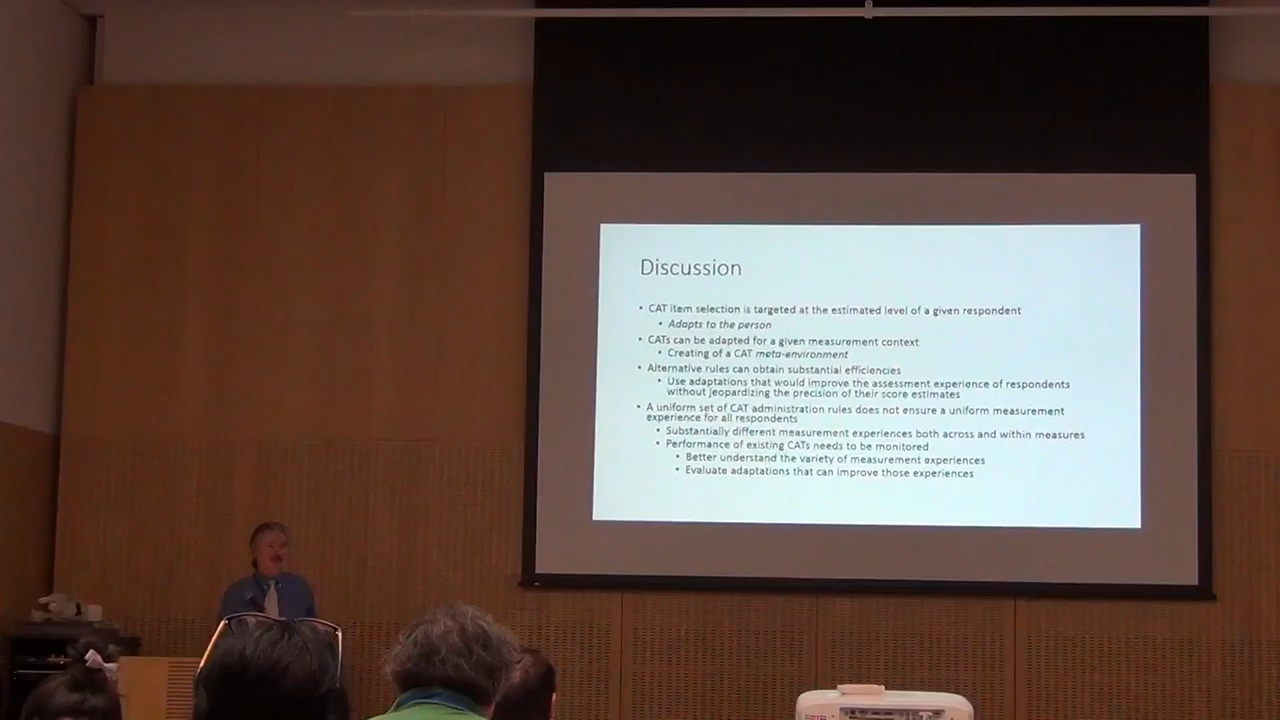 Discussion
• CAT item selection is targeted at the estimated level of a given respondent
• Adapts to the person
• CATs can be adapted for a given measurement context
• Creating of a CAT meta-environment
• Alternative rules can obtain substantial efficiencies
• Use adaptations that would improve the assessment experience of respondents
without jeopardizing the precision of their score estimates
• A uniform set of CAT administration rules does not ensure a uniform measurement
experience for all respondents
• Substantially different measurement experiences both across and within measures
• Performance of existing CATs needs to be monitored
• Better understand the variety of measurement experiences
• Evaluate adaptations that can improve those experiences